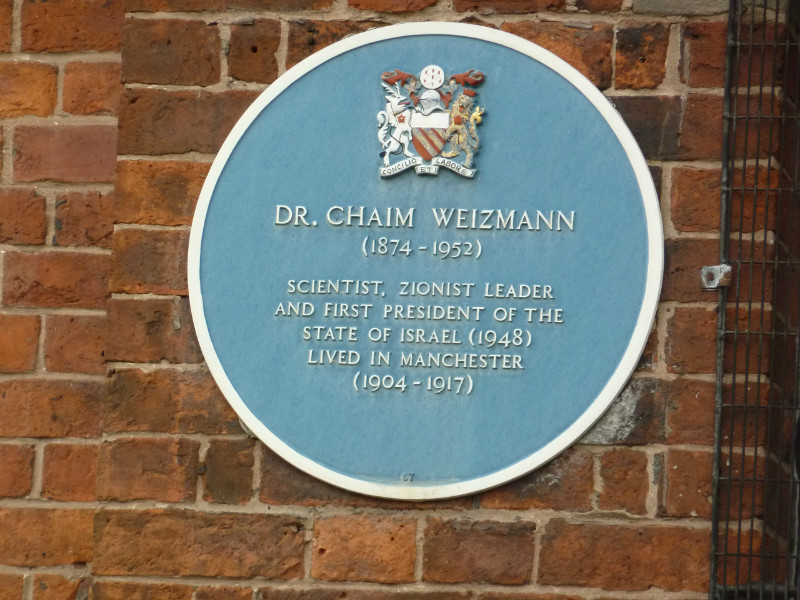 CONCILIO ET LABORE
DR. CHAIM WEIZMANN
(1874 - 1952)
SCIENTIST, ZIONIST LEADER
AND FIRST PRESIDENT OF THE
STATE OF ISRAEL (1948)
LIVED IN MANCHESTER
(1904 - 1917)
67